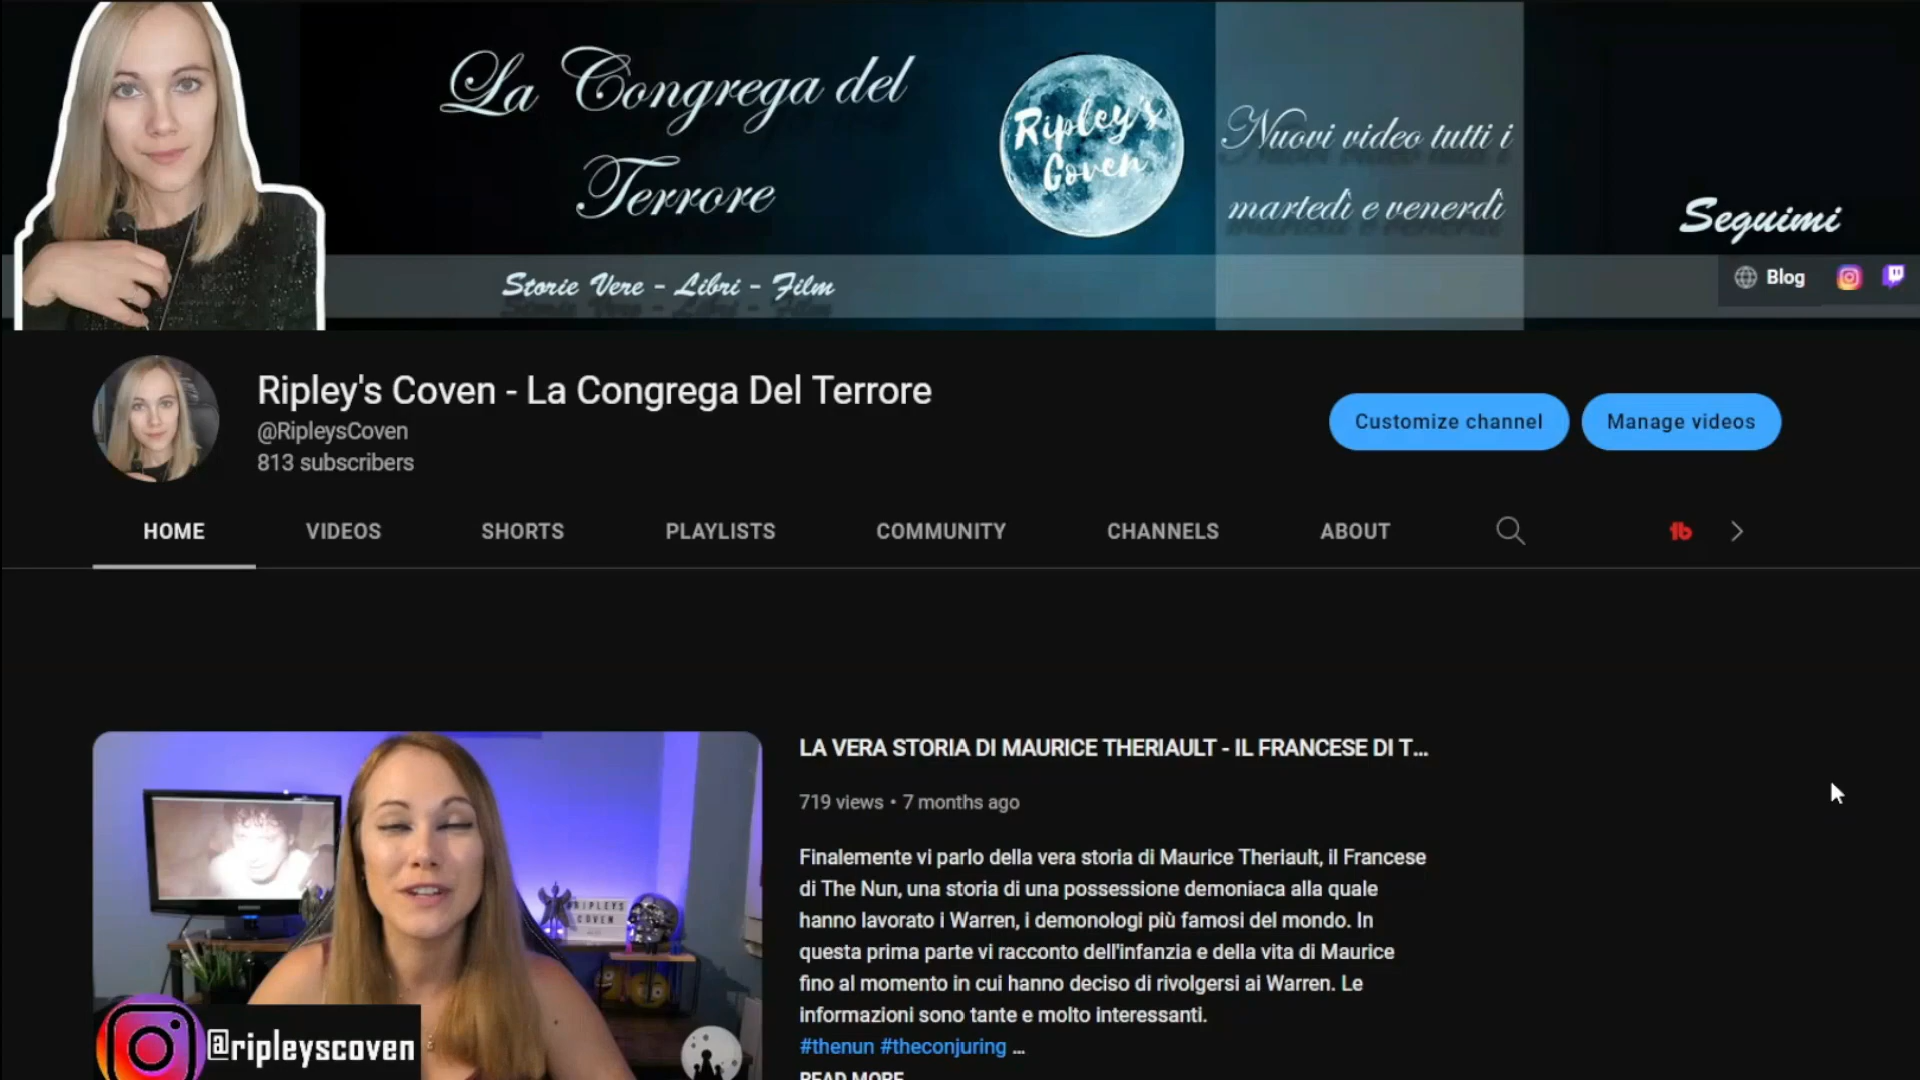 La Congrega del
Terrore
Ripley's
Coven
Nuovi video tutti i
martedì e venerdì
Seguimi
Storie Vere - Libri - Film
Blog
Ripley's Coven - La Congrega Del Terrore
@RipleysCoven
813 subscribers
Customize channel
Manage videos
HOME
VIDEOS
SHORTS
PLAYLISTS
COMMUNITY
CHANNELS
ABOUT
LA VERA STORIA DI MAURICE THERIAULT - IL FRANCESE DI T...
719 views • 7 months ago
Finalemente vi parlo della vera storia di Maurice Theriault, il Francese
di The Nun, una storia di una possessione demoniaca alla quale
hanno lavorato i Warren, i demonologi più famosi del mondo. In
questa prima parte vi racconto dell'infanzia e della vita di Maurice
fino al momento in cui hanno deciso di rivolgersi ai Warren. Le
informazioni sono tante e molto interessanti.
#thenun #theconjuring ...
READ MORE
RIPLEYS
COVEN
@ripleyscoven